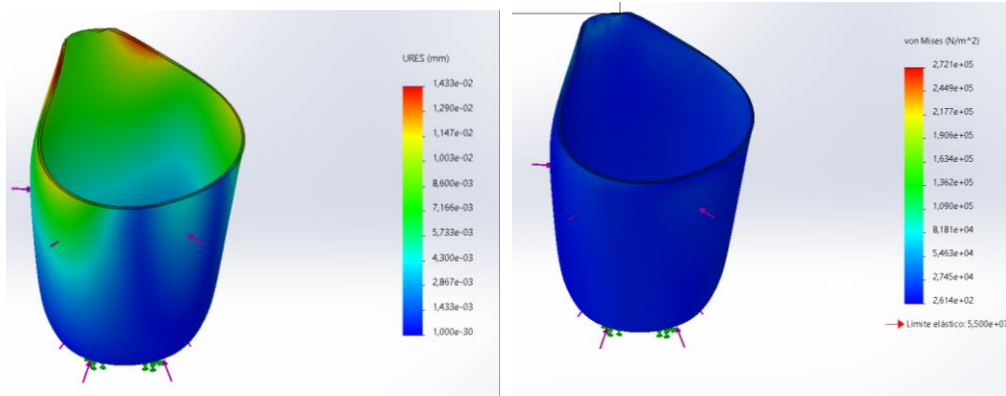 URES (mm)
1,433e-02
1,290e-02
1,147e-02
1,003e-02
8,600e-03
7,166e-03
5,733e-03
4,300e-03
2,867e-03
1,433e-03
1,000e-30
von Mises (N/m^2)
2,721e+05
2,449e+05
2,177e+05
1,906e+05
1,634e+05
1,362e+05
1,090e+05
8,181e+04
5,463e+04
2,745e+04
2,614e+02
Límite elástico: 5,500e+07